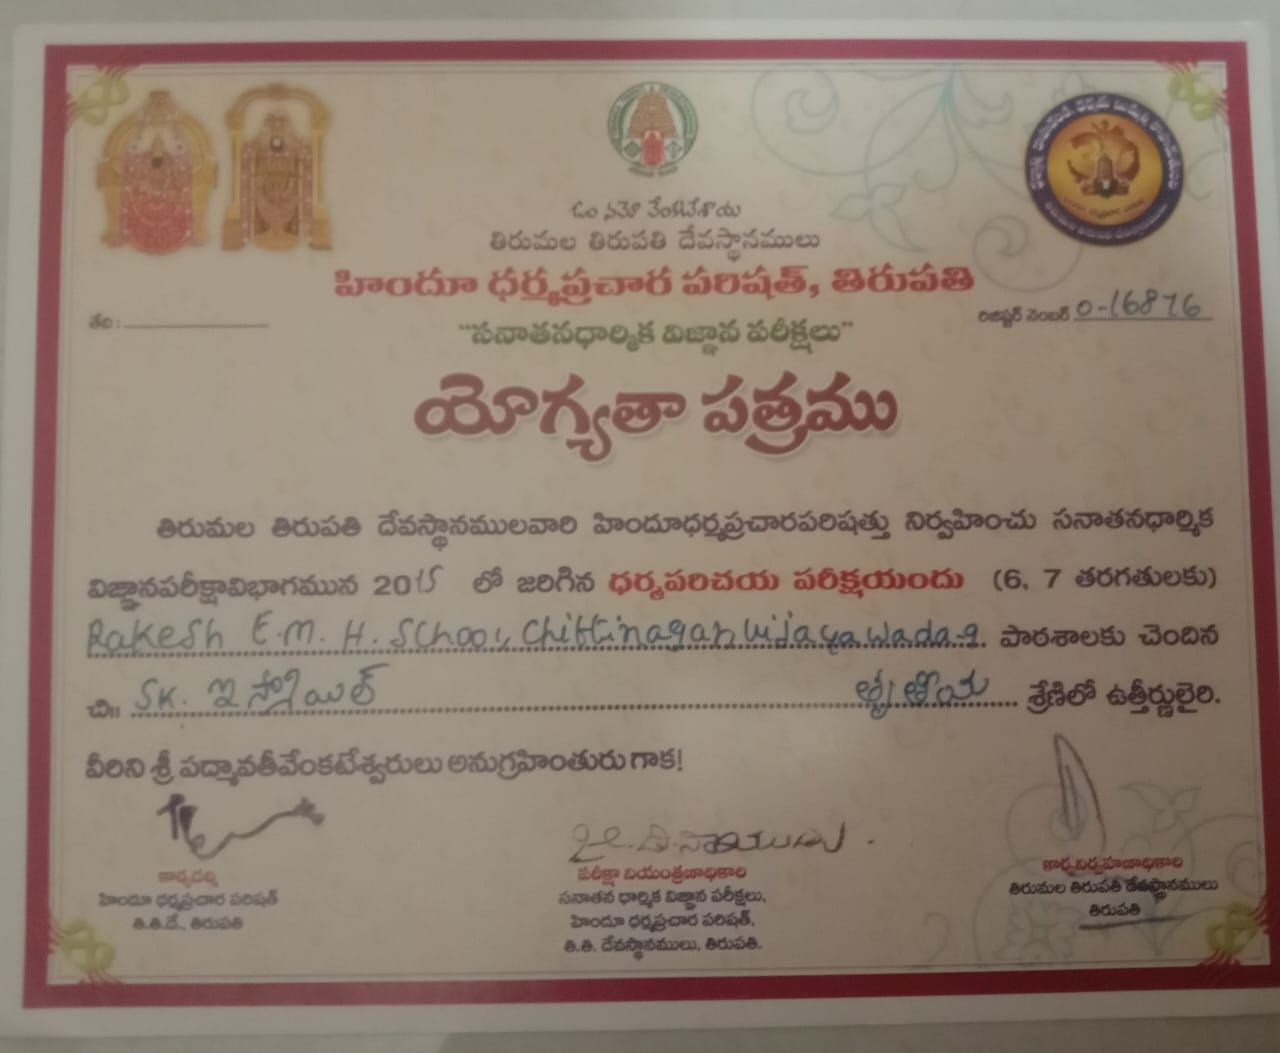 ఓం నమో వేంకటేశాయ
తిరుమల తిరుపతి దేవస్థానములు
హిందూ ధర్మప్రచార పరిషత్, తిరుపతి
తేది :
రిజిష్టర్ నెంబర్ 0-16876
"సనాతనధార్మిక విజ్ఞాన పరీక్షలు"
యోగ్యతా పత్రము
తిరుమల తిరుపతి దేవస్థానములవారి హిందూధర్మప్రచారపరిషత్తు నిర్వహించు సనాతనధార్మిక
విజ్ఞానపరీక్షావిభాగమున 2015 లో జరిగిన ధర్మపరిచయ పరీక్షయందు (6, 7 తరగతులకు)
Rakesh E.M. H. School, Chittinagar, Vijayawada-9. పాఠశాలకు చెందిన
చి॥ SK. ఇస్మాయిల్ తృతీయ శ్రేణిలో ఉత్తీర్ణులైరి.
వీరిని శ్రీ పద్మావతీవేంకటేశ్వరులు అనుగ్రహింతురు గాక!
కార్యదర్శి
హిందూ ధర్మప్రచార పరిషత్
తి.తి.దే., తిరుపతి
పరీక్షా నియంత్రణాధికారి
సనాతన ధార్మిక విజ్ఞాన పరీక్షలు,
హిందూ ధర్మప్రచార పరిషత్,
తి.తి. దేవస్థానములు, తిరుపతి.
కార్యనిర్వహణాధికారి
తిరుమల తిరుపతి దేవస్థానములు
తిరుపతి